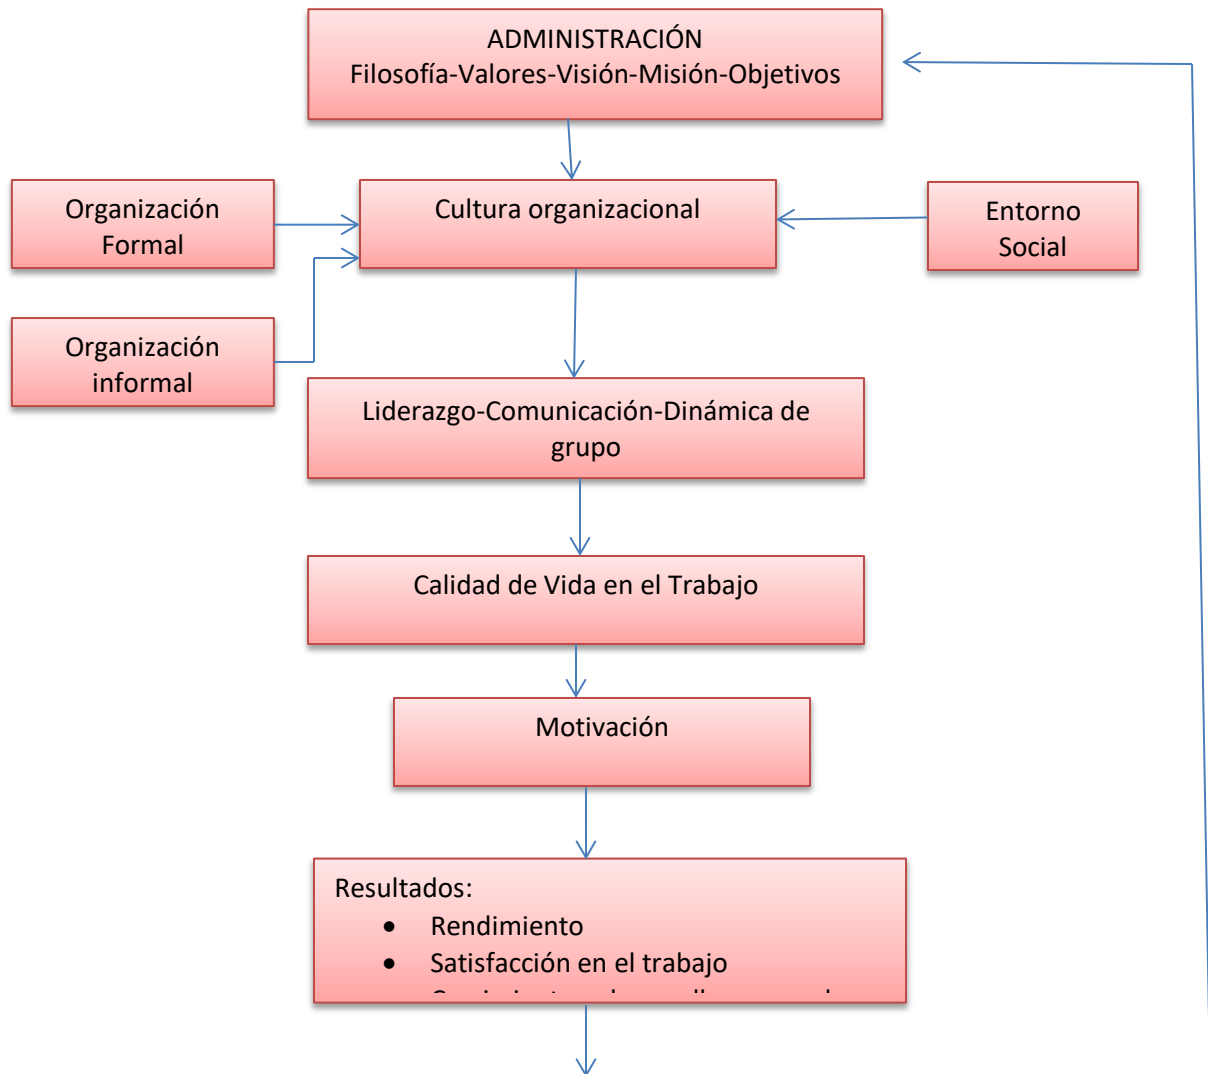 ADMINISTRACIÓN
Filosofía-Valores-Visión-Misión-Objetivos
Organización
Formal
Cultura organizacional
Entorno
Social
Organización
informal
Liderazgo-Comunicación-Dinámica de
grupo
Calidad de Vida en el Trabajo
Motivación
Resultados:
• Rendimiento
• Satisfacción en el trabajo